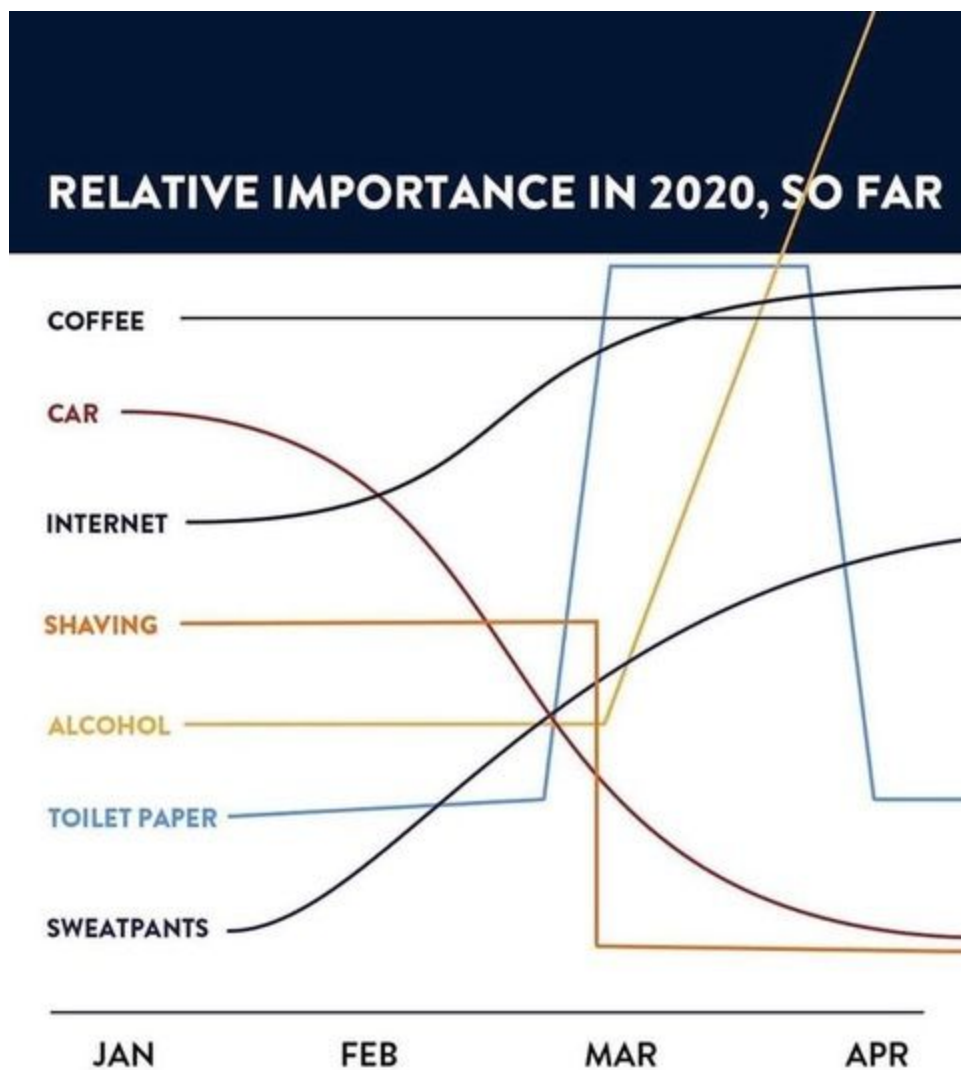 RELATIVE IMPORTANCE IN 2020, SO FAR
COFFEE
CAR
INTERNET
SHAVING
ALCOHOL
TOILET PAPER
SWEATPANTS
JAN FEB MAR APR